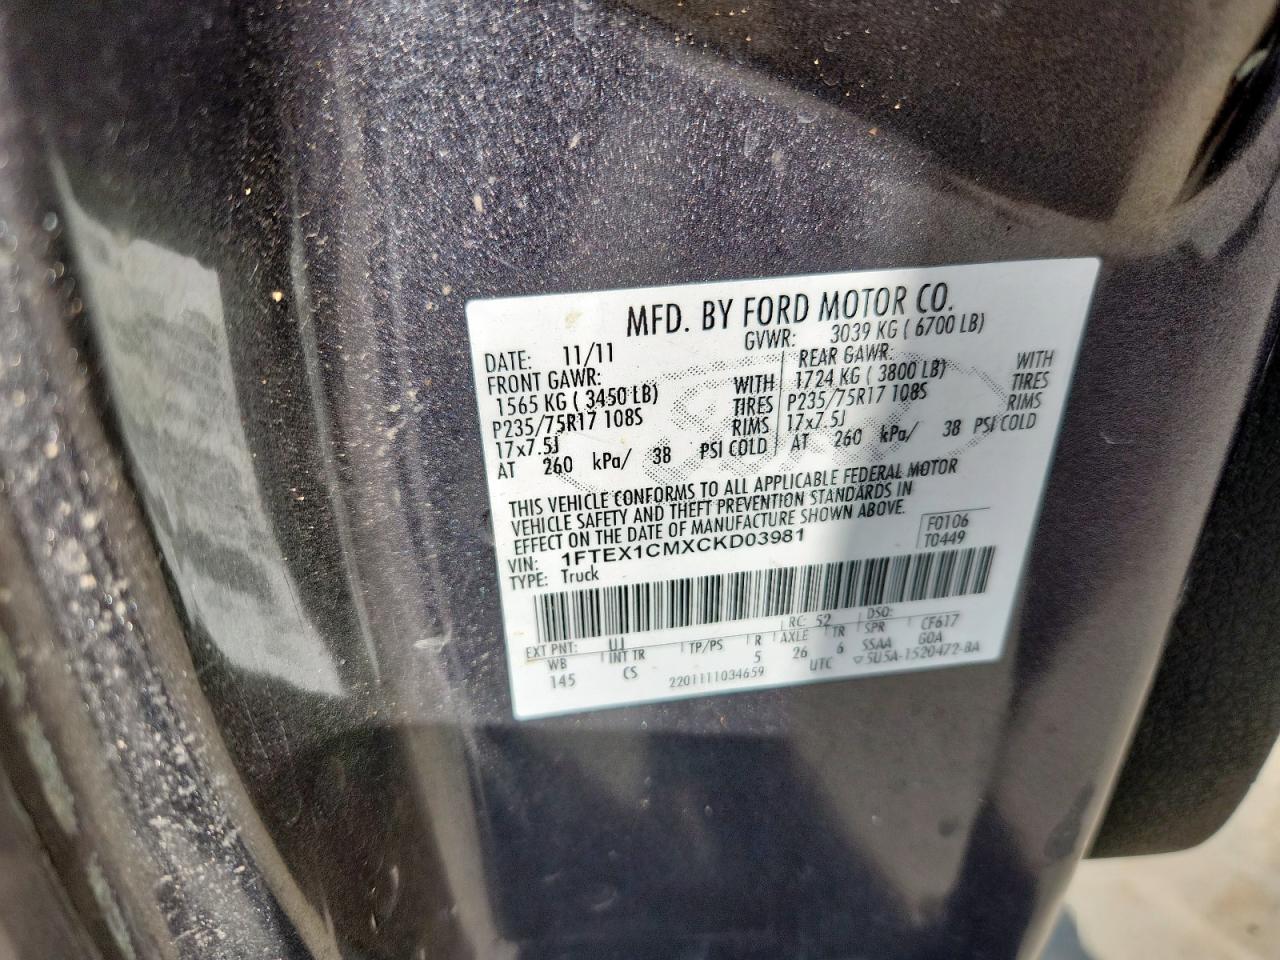 MFD. BY FORD MOTOR CO.
DATE: 11/11 GVWR: 3039 KG ( 6700 LB)
FRONT GAWR: REAR GAWR:
1565 KG ( 3450 LB) WITH 1724 KG ( 3800 LB) WITH
P235/75R17 108S TIRES P235/75R17 108S TIRES
17x7.5J RIMS 17x7.5J RIMS
AT 260 kPa/ 38 PSI COLD AT 260 kPa/ 38 PSI COLD
THIS VEHICLE CONFORMS TO ALL APPLICABLE FEDERAL MOTOR
VEHICLE SAFETY AND THEFT PREVENTION STANDARDS IN
EFFECT ON THE DATE OF MANUFACTURE SHOWN ABOVE.
VIN: 1FTEX1CMXCKD03981 F0106
TYPE: Truck T0449
EXT PNT: UJ RC: 52 DSO: CF617
WB INT TR TP/PS R AXLE TR SPR GOA
145 CS 5 26 6 SSAA
2201111034659 UTC ▽5U5A-1520472-BA